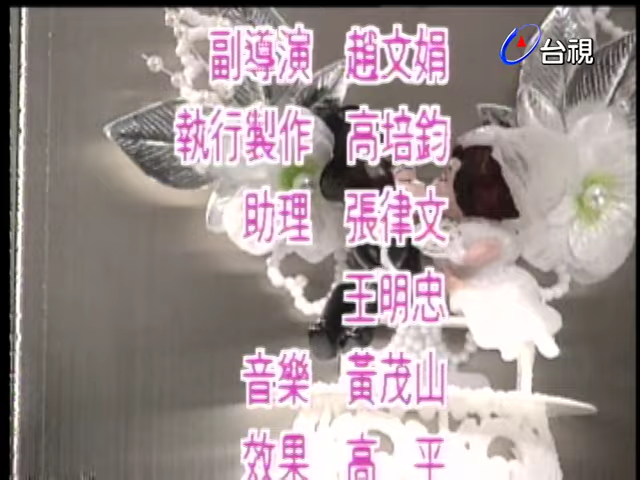 台視
副導演 趙文娟
執行製作 高培鈞
助理 張律文
王明忠
音樂 黃茂山
效果 高 平